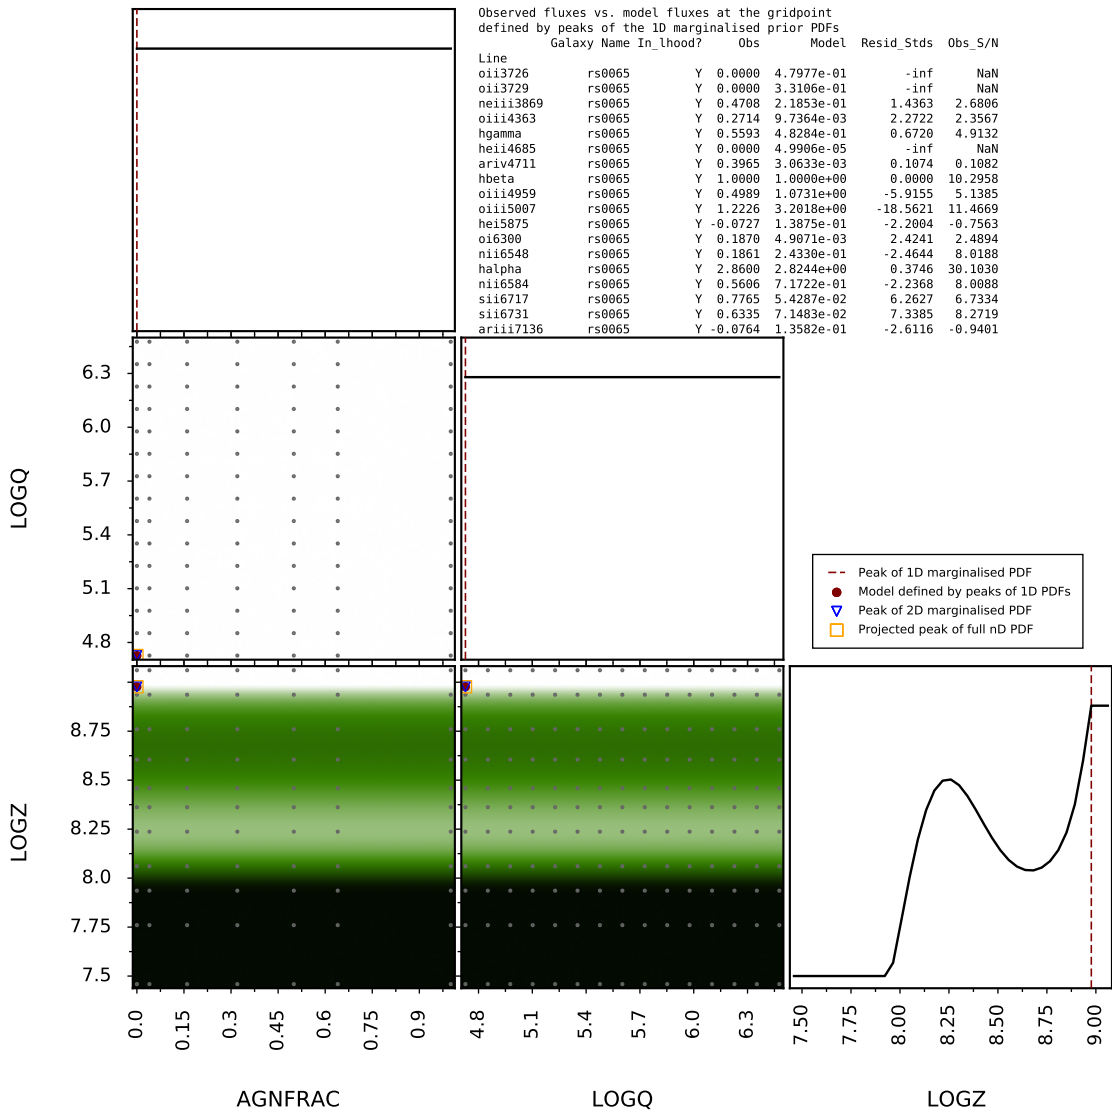 Observed fluxes vs. model fluxes at the gridpoint
defined by peaks of the 1D marginalised prior PDFs
Galaxy Name In_lhood? Obs Model Resid_Stds Obs_S/N
Line
oii3726 rs0065 Y 0.0000 4.7977e-01 -inf NaN
oii3729 rs0065 Y 0.0000 3.3106e-01 -inf NaN
neiii3869 rs0065 Y 0.4708 2.1853e-01 1.4363 2.6806
oiii4363 rs0065 Y 0.2714 9.7364e-03 2.2722 2.3567
hgamma rs0065 Y 0.5593 4.8284e-01 0.6720 4.9132
heii4685 rs0065 Y 0.0000 4.9906e-05 -inf NaN
ariv4711 rs0065 Y 0.3965 3.0633e-03 0.1074 0.1082
hbeta rs0065 Y 1.0000 1.0000e+00 0.0000 10.2958
oiii4959 rs0065 Y 0.4989 1.0731e+00 -5.9155 5.1385
oiii5007 rs0065 Y 1.2226 3.2018e+00 -18.5621 11.4669
hei5875 rs0065 Y -0.0727 1.3875e-01 -2.2004 -0.7563
oi6300 rs0065 Y 0.1870 4.9071e-03 2.4241 2.4894
nii6548 rs0065 Y 0.1861 2.4330e-01 -2.4644 8.0188
halpha rs0065 Y 2.8600 2.8244e+00 0.3746 30.1030
nii6584 rs0065 Y 0.5606 7.1722e-01 -2.2368 8.0088
sii6717 rs0065 Y 0.7765 5.4287e-02 6.2627 6.7334
sii6731 rs0065 Y 0.6335 7.1483e-02 7.3385 8.2719
ariii7136 rs0065 Y -0.0764 1.3582e-01 -2.6116 -0.9401
6.3
6.0
5.7
5.4
5.1
4.8
LOGQ
Peak of 1D marginalised PDF
Model defined by peaks of 1D PDFs
Peak of 2D marginalised PDF
Projected peak of full nD PDF
8.75
8.5
8.25
8.0
7.75
7.5
LOGZ
0.0 0.15 0.3 0.45 0.6 0.75 0.9
4.8 5.1 5.4 5.7 6.0 6.3
7.50 7.75 8.00 8.25 8.50 8.75 9.00
AGNFRAC LOGQ LOGZ